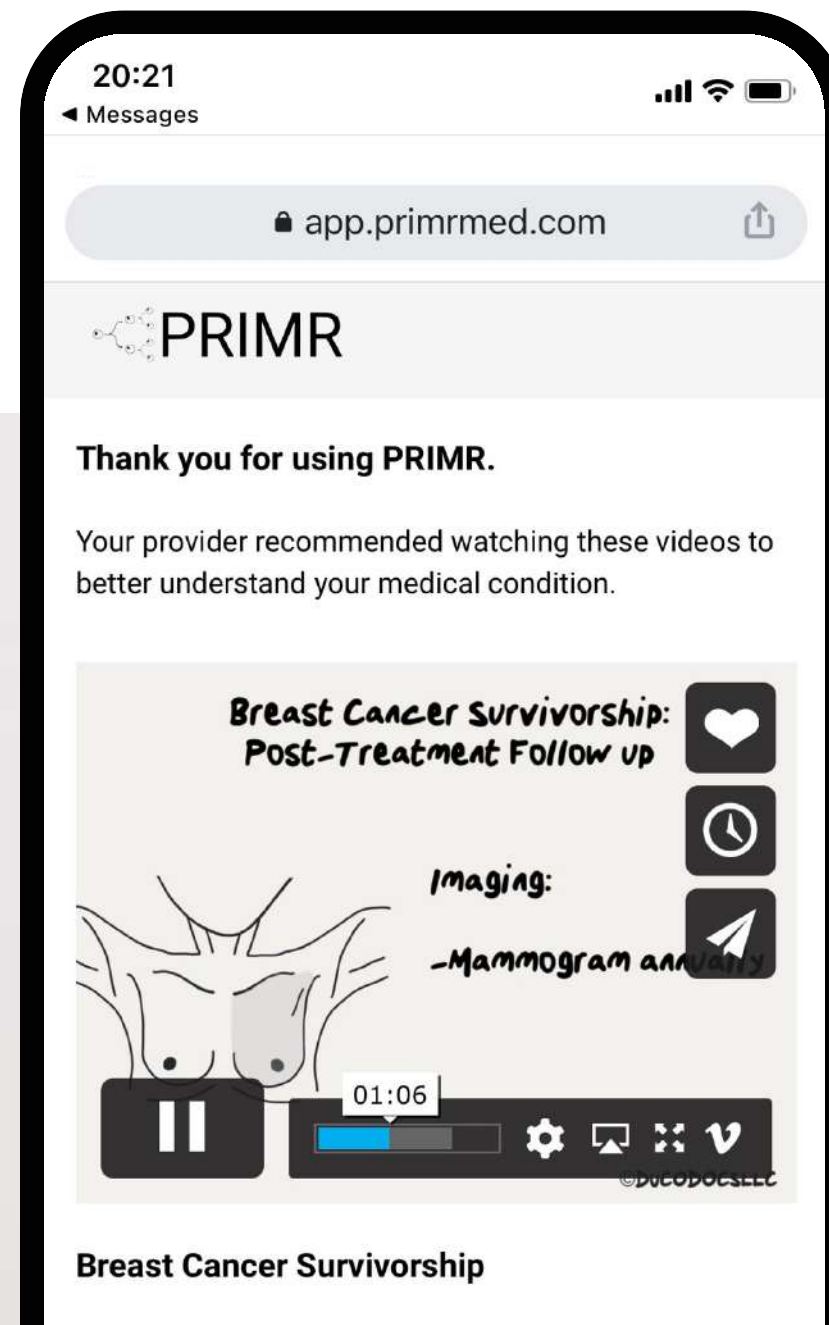 20:21
◀ Messages
app.primrmed.com
PRIMR
Thank you for using PRIMR.
Your provider recommended watching these videos to
better understand your medical condition.
Breast Cancer Survivorship:
Post-Treatment Follow up
Imaging:
-Mammogram annually
01:06
©DUCODOCSLLC
Breast Cancer Survivorship